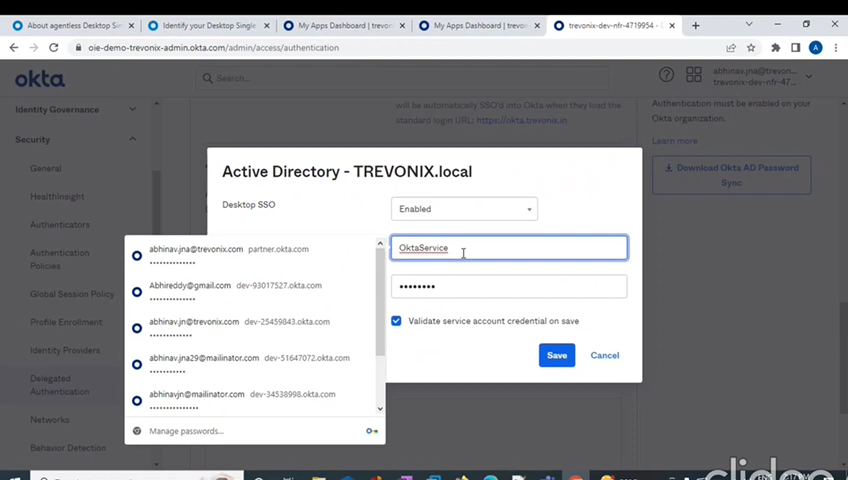 About agentless Desktop Sin
Identify your Desktop Single
My Apps Dashboard | trevoni
My Apps Dashboard | trevon
trevonix-dev-nfr-4719954 -
oie-demo-trevonix-admin.okta.com/admin/access/authentication
A
okta
Search...
abhinav.jna@trevon...
trevonix-dev-nfr-47...
Identity Governance
Security
General
HealthInsight
Authenticators
Authentication
Policies
Global Session Policy
Profile Enrollment
Identity Providers
Delegated
Authentication
Networks
Behavior Detection
will be automatically SSO'd into Okta when they load the
standard login URL: https://okta.trevonix.in
Authentication must be enabled on your
Okta organization.
Learn more
Download Okta AD Password
Sync
Active Directory - TREVONIX.local
Desktop SSO
Enabled
OktaService
••••••••
Validate service account credential on save
Save
Cancel
abhinav.jna@trevonix.com partner.okta.com
••••••••••••••
Abhireddy@gmail.com dev-93017527.okta.com
••••••••••••••
abhinav.jn@trevonix.com dev-25459843.okta.com
•••••••••••••
abhinav.jna29@mailinator.com dev-51647072.okta.com
•••••••••••••
abhinavjn@mailinator.com dev-34538998.okta.com
•••••••••••••••
Manage passwords...